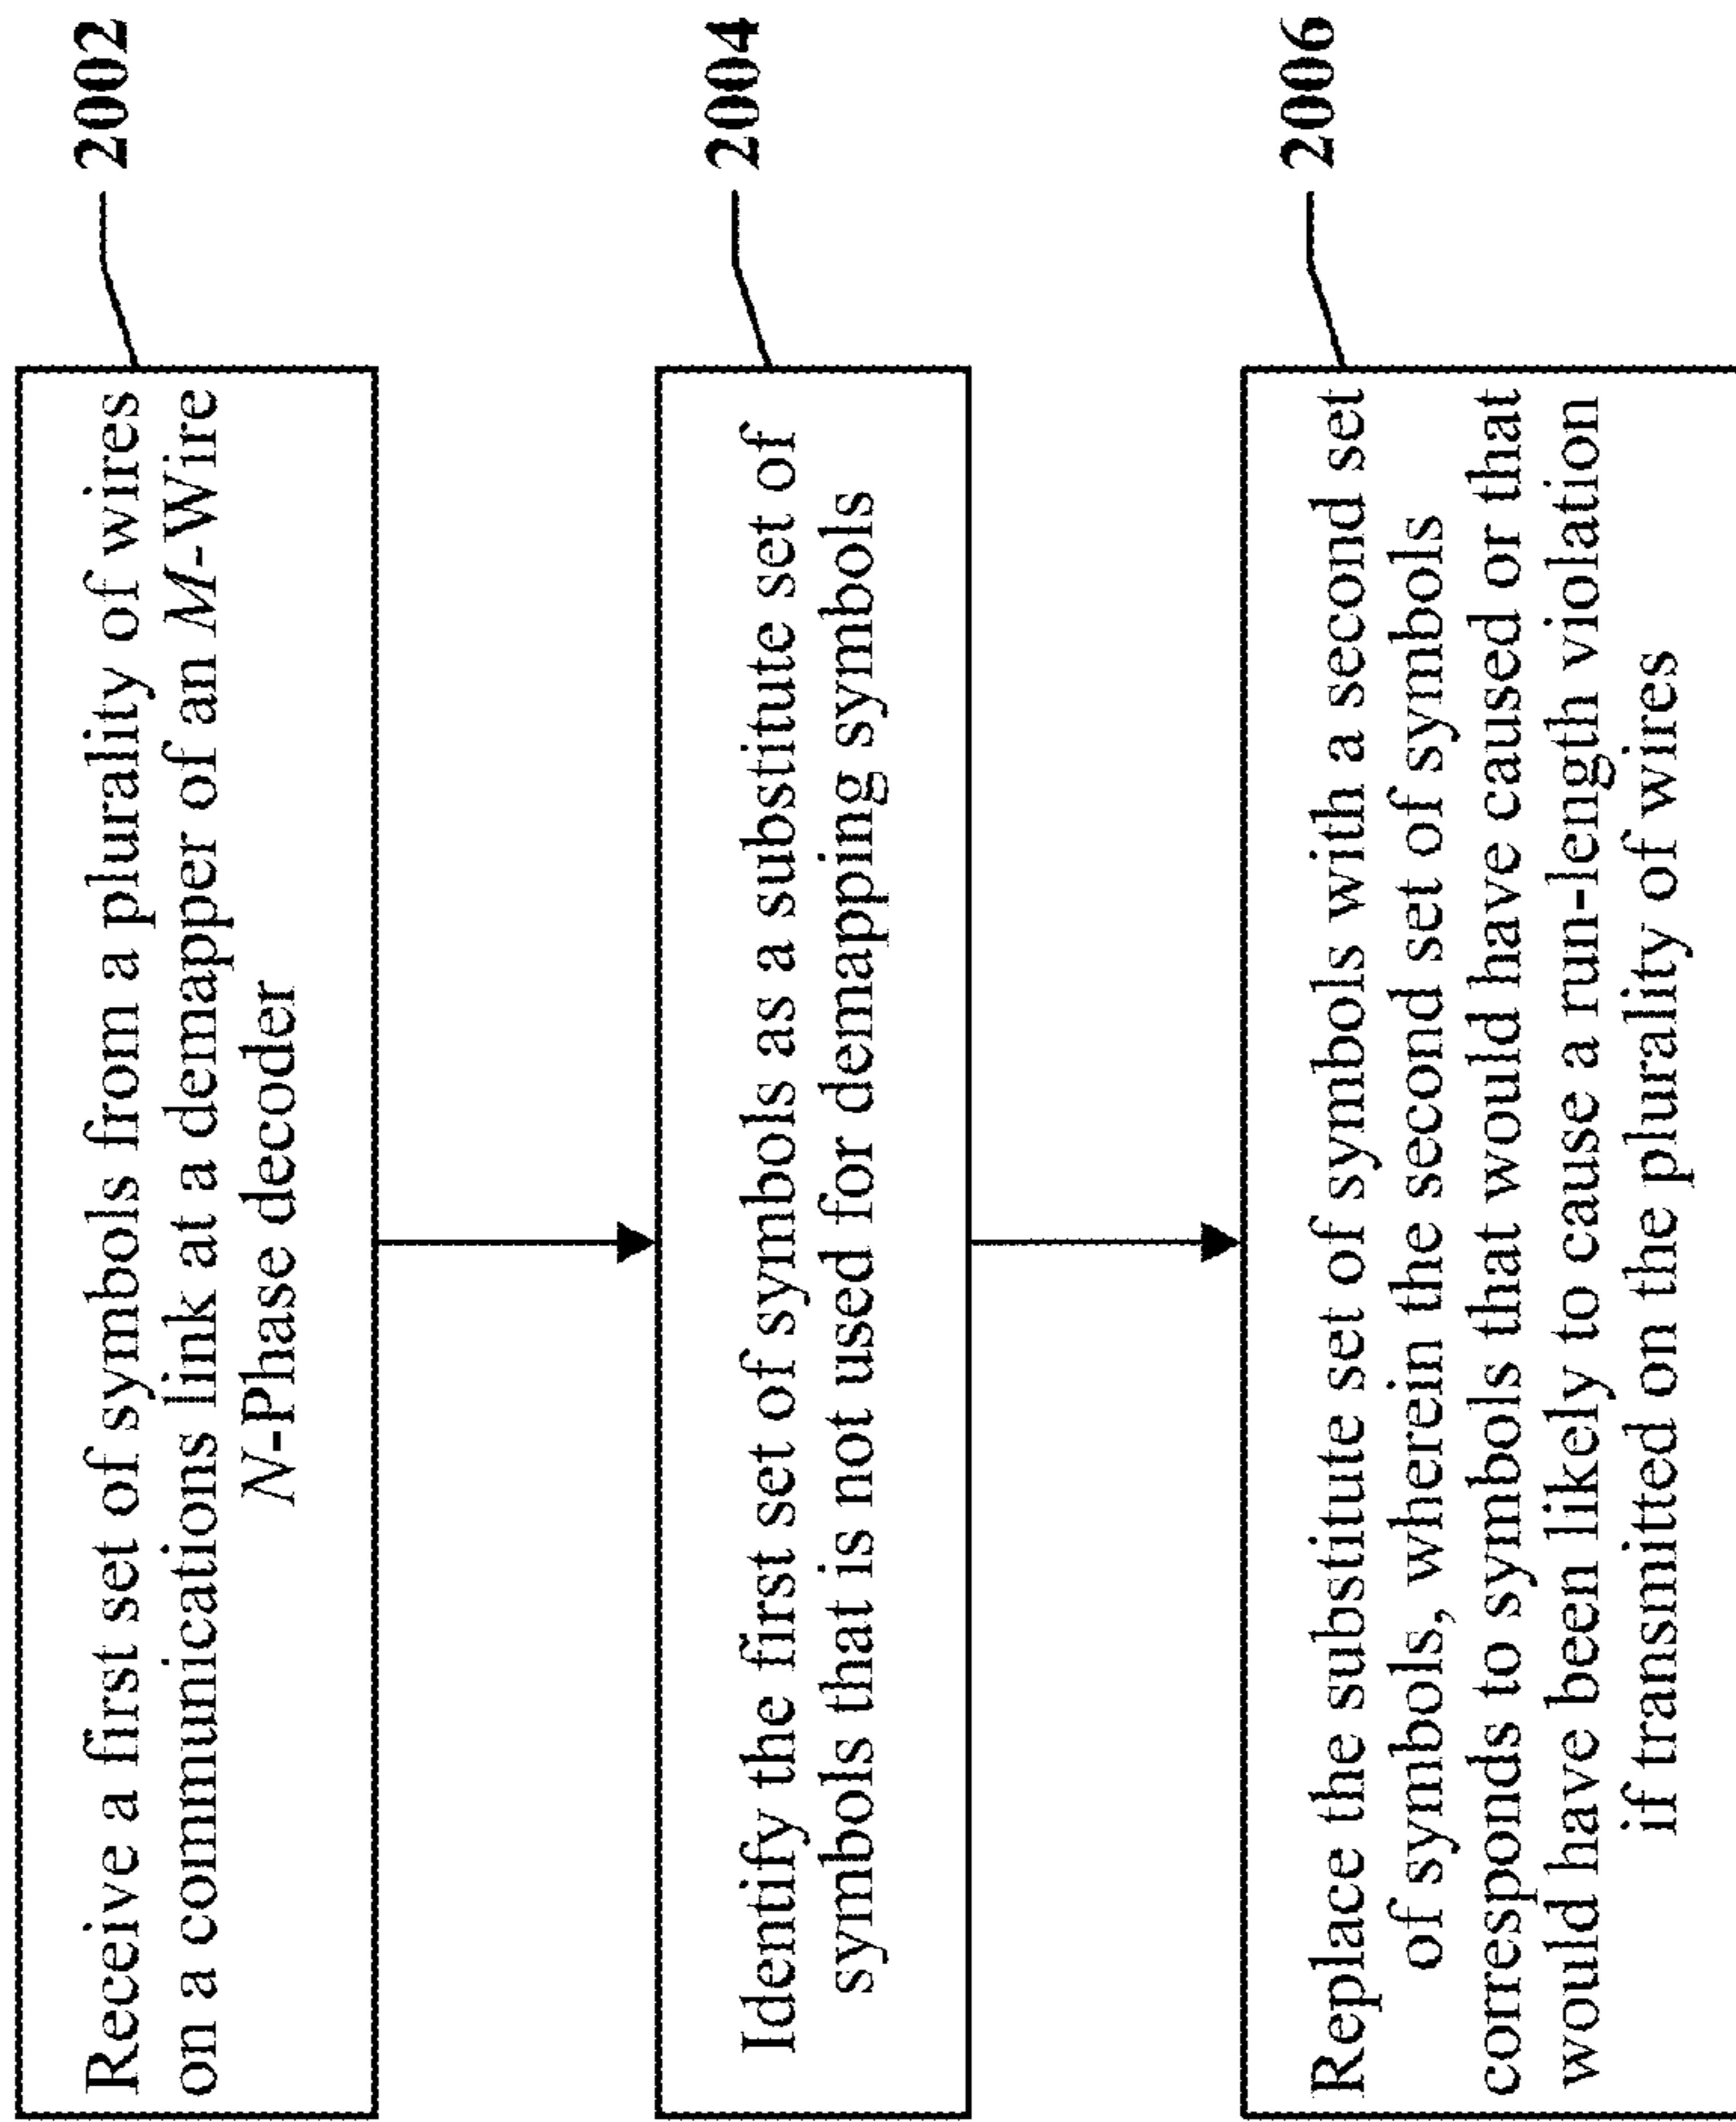 Receive a first set of symbols from a plurality of wires
on a communications link at a demapper of an M-Wire
N-Phase decoder
2002
Identify the first set of symbols as a substitute set of
symbols that is not used for demapping symbols
2004
Replace the substitute set of symbols with a second set
of symbols, wherein the second set of symbols
corresponds to symbols that would have caused or that
would have been likely to cause a run-length violation
if transmitted on the plurality of wires
2006